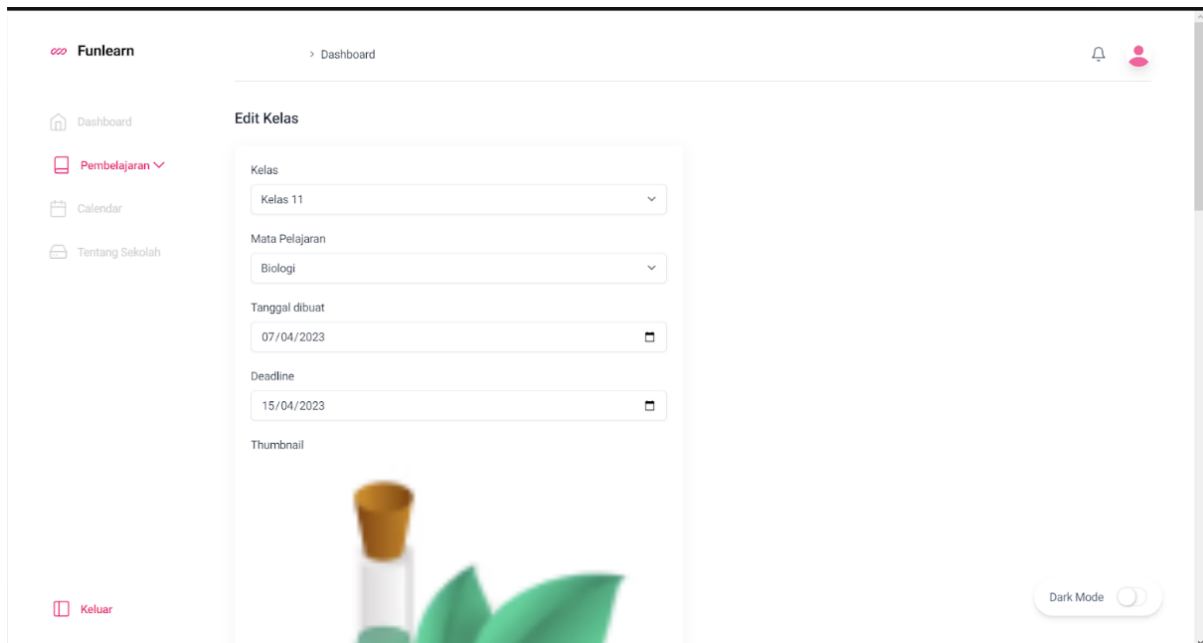 Funlearn
> Dashboard
Dashboard
Pembelajaran
Calendar
Tentang Sekolah
Edit Kelas
Kelas
Kelas 11
Mata Pelajaran
Biologi
Tanggal dibuat
07/04/2023
Deadline
15/04/2023
Thumbnail
Keluar
Dark Mode